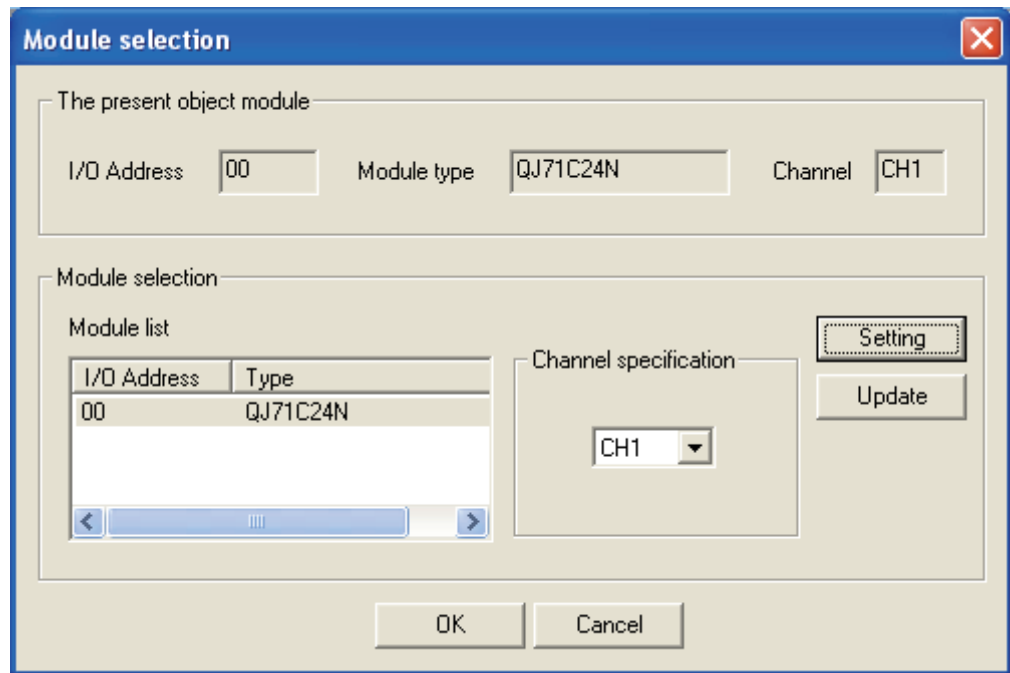 Module selection
The present object module
I/O Address 00 Module type QJ71C24N Channel CH1
Module selection
Module list
I/O Address Type
00 QJ71C24N
Channel specification
CH1
Setting
Update
OK Cancel